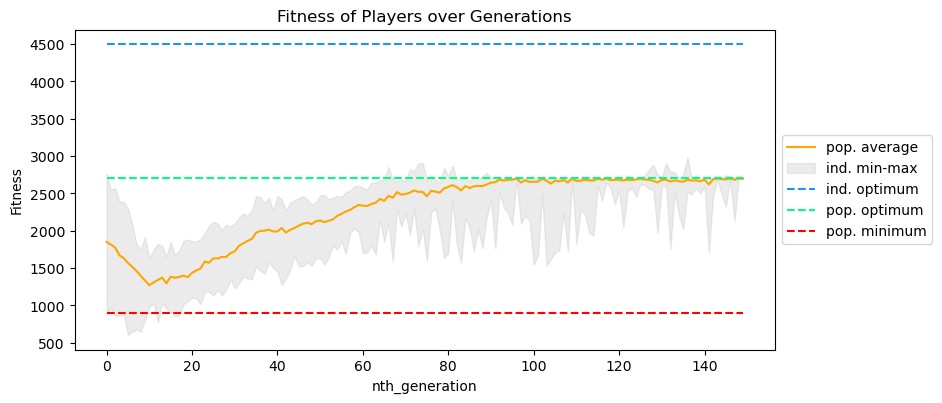 Fitness of Players over Generations
Fitness
4500
4000
3500
3000
2500
2000
1500
1000
500
0
20
40
60
80
100
120
140
nth_generation
pop. average
ind. min-max
ind. optimum
pop. optimum
pop. minimum